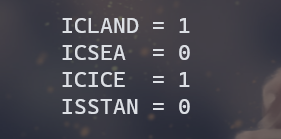 ICLAND = 1
ICSEA  = 0
ICICE  = 1
ISSTAN = 0